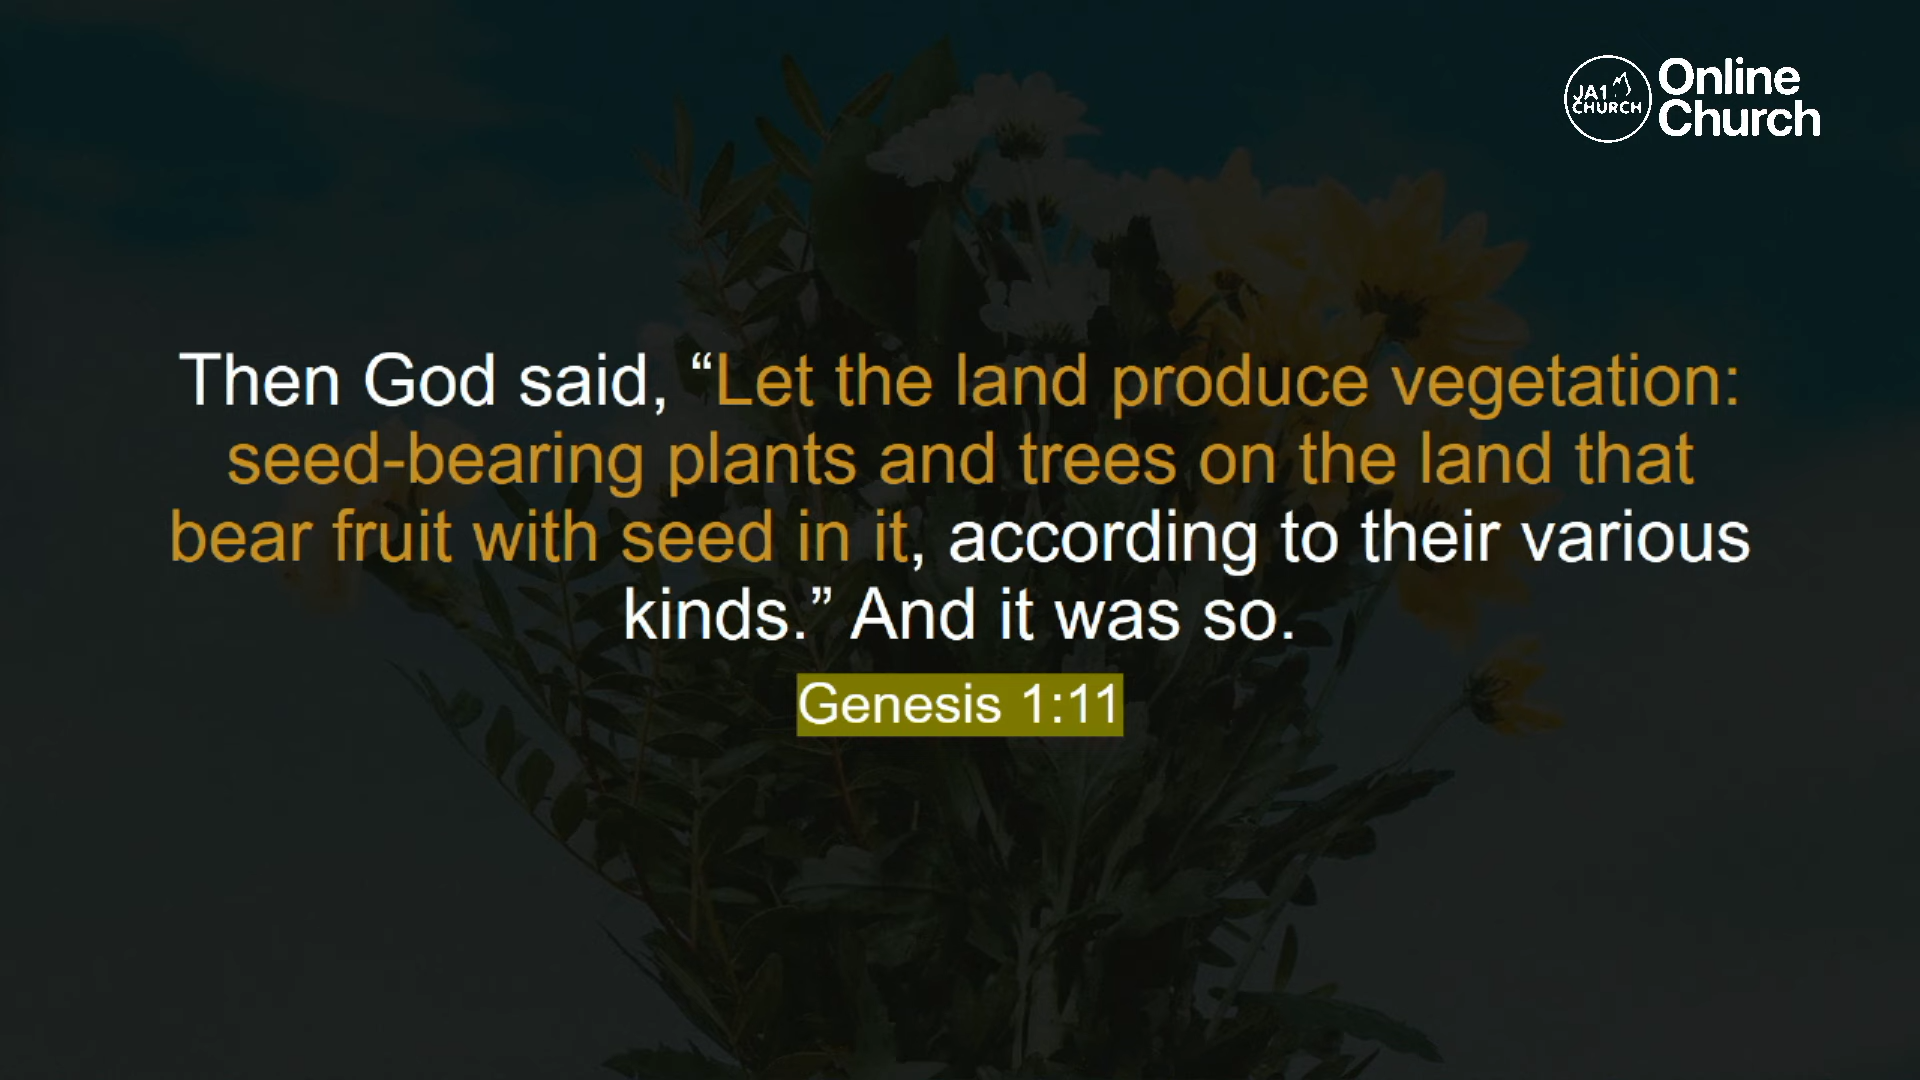 JA1
CHURCH
Online
Church
Then God said, “Let the land produce vegetation:
seed-bearing plants and trees on the land that
bear fruit with seed in it, according to their various
kinds.” And it was so.
Genesis 1:11